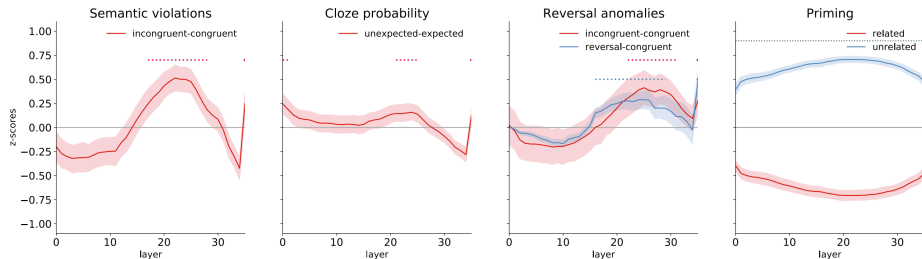 Semantic violations
incongruent-congruent
z-scores
1.00
0.75
0.50
0.25
0.00
−0.25
−0.50
−0.75
−1.00
0 10 20 30
layer
Cloze probability
unexpected-expected
0 10 20 30
layer
Reversal anomalies
incongruent-congruent
reversal-congruent
0 10 20 30
layer
Priming
related
unrelated
0 10 20 30
layer